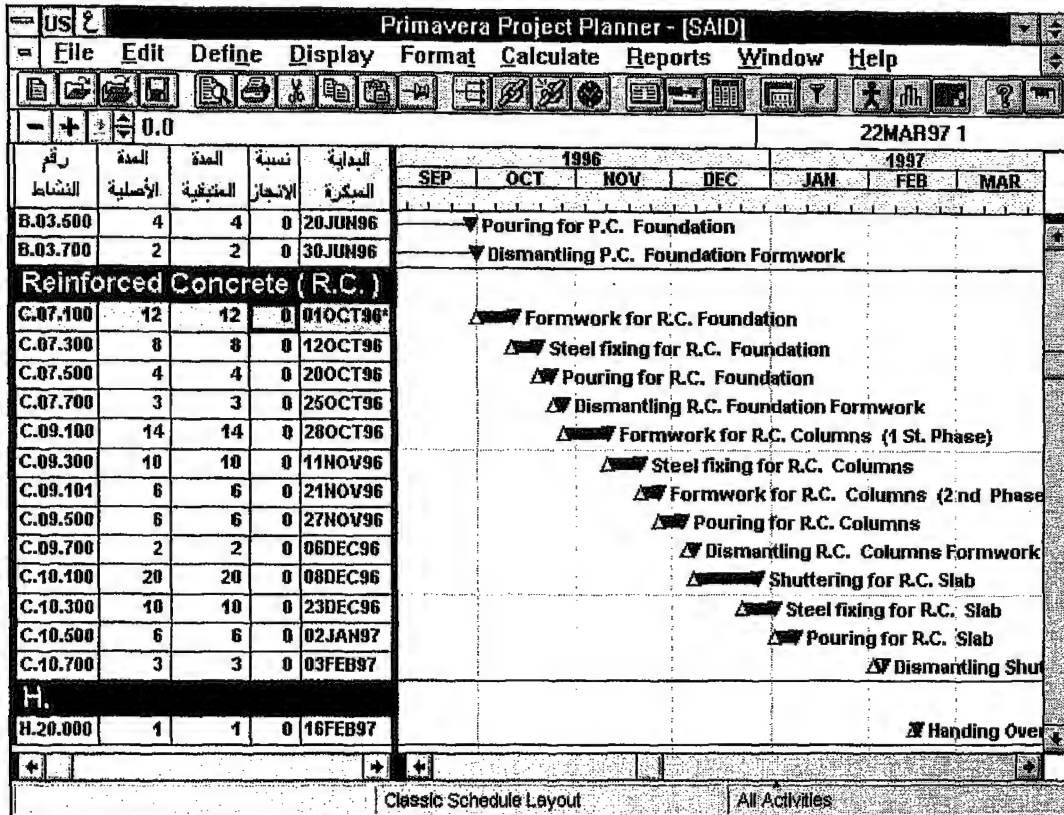 US ع Primavera Project Planner - [SAID]
File Edit Define Display Format Calculate Reports Window Help
0.0 22MAR97 1
رقم النشاط المدة الأصلية المدة المتبقية نسبة الانجاز البداية المبكرة
1996 1997
SEP OCT NOV DEC JAN FEB MAR
B.03.500 4 4 0 20JUN96 Pouring for P.C. Foundation
B.03.700 2 2 0 30JUN96 Dismantling P.C. Foundation Formwork
Reinforced Concrete ( R.C. )
C.07.100 12 12 0 01OCT96* Formwork for R.C. Foundation
C.07.300 8 8 0 12OCT96 Steel fixing for R.C. Foundation
C.07.500 4 4 0 20OCT96 Pouring for R.C. Foundation
C.07.700 3 3 0 25OCT96 Dismantling R.C. Foundation Formwork
C.09.100 14 14 0 28OCT96 Formwork for R.C. Columns (1 St. Phase)
C.09.300 10 10 0 11NOV96 Steel fixing for R.C. Columns
C.09.101 6 6 0 21NOV96 Formwork for R.C. Columns (2 nd Phase
C.09.500 6 6 0 27NOV96 Pouring for R.C. Columns
C.09.700 2 2 0 06DEC96 Dismantling R.C. Columns Formwork
C.10.100 20 20 0 08DEC96 Shuttering for R.C. Slab
C.10.300 10 10 0 23DEC96 Steel fixing for R.C. Slab
C.10.500 6 6 0 02JAN97 Pouring for R.C. Slab
C.10.700 3 3 0 03FEB97 Dismantling Shut
H.
H.20.000 1 1 0 16FEB97 Handing Over
Classic Schedule Layout All Activities